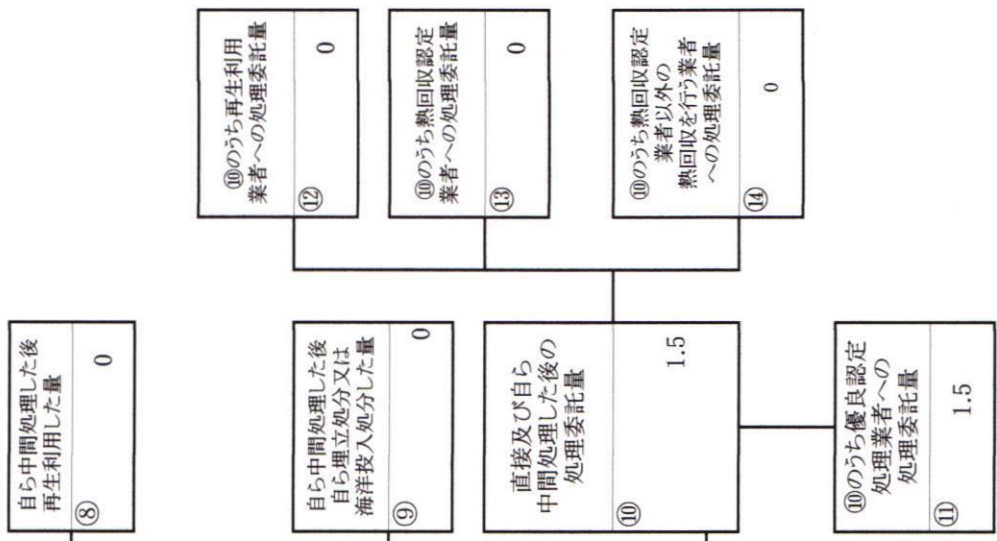 自ら中間処理した後
再生利用した量
⑧
0
自ら中間処理した後
自ら埋立処分又は
海洋投入処分した量
⑨
0
直接及び自ら
中間処理した後の
処理委託量
⑩
1.5
⑩のうち優良認定
処理業者への
処理委託量
⑪
1.5
⑩のうち再生利用
業者への処理委託量
⑫
0
⑩のうち熱回収認定
業者への処理委託量
⑬
0
⑩のうち熱回収認定
業者以外の
熱回収を行う業者
への処理委託量
⑭
0